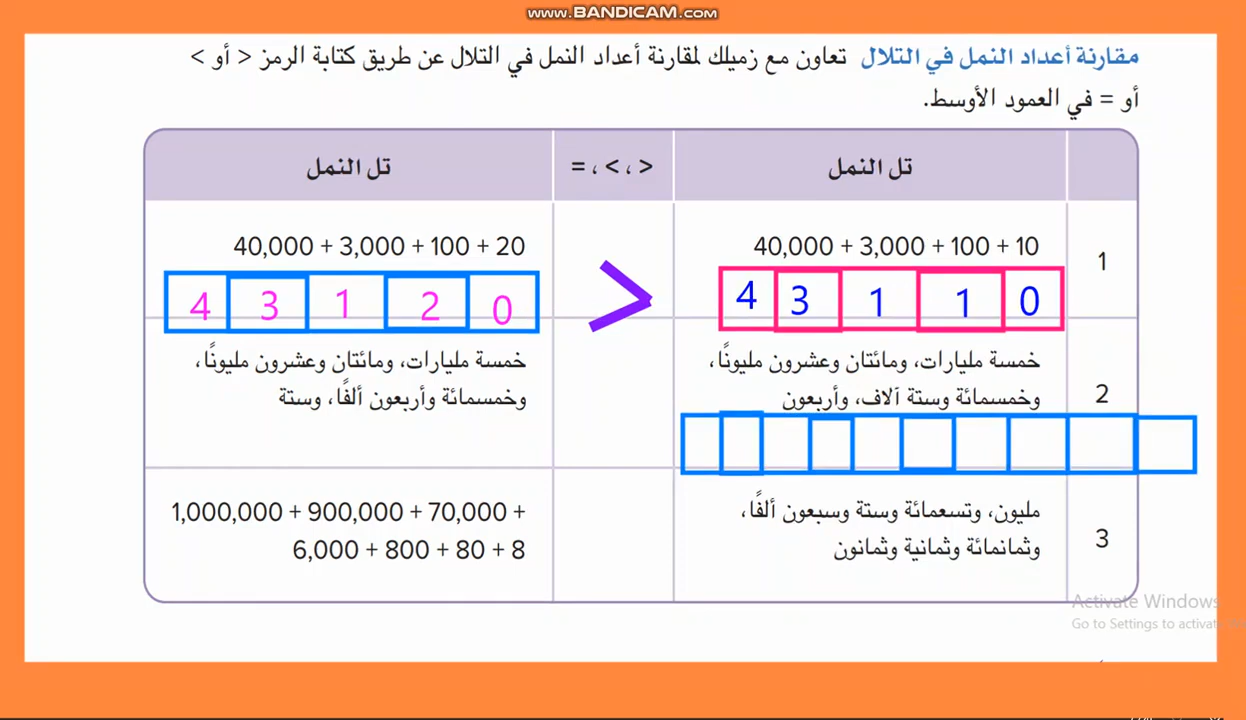 www.BANDICAM.com
مقارنة أعداد النمل في التلال تعاون مع زميلك لمقارنة أعداد النمل في التلال عن طريق كتابة الرمز < أو >
أو = في العمود الأوسط.
تل النمل
= ، < ، >
تل النمل
1
40,000 + 3,000 + 100 + 10
40,000 + 3,000 + 100 + 20
4 3 1 1 0
>
4 3 1 2 0
2
خمسة مليارات، ومائتان وعشرون مليونًا،
وخمسمائة وستة آلاف، وأربعون
خمسة مليارات، ومائتان وعشرون مليونًا،
وخمسمائة وأربعون ألفًا، وستة
3
مليون، وتسعمائة وستة وسبعون ألفًا،
وثمانمائة وثمانية وثمانون
1,000,000 + 900,000 + 70,000 +
6,000 + 800 + 80 + 8
Activate Windows
Go to Settings to activat